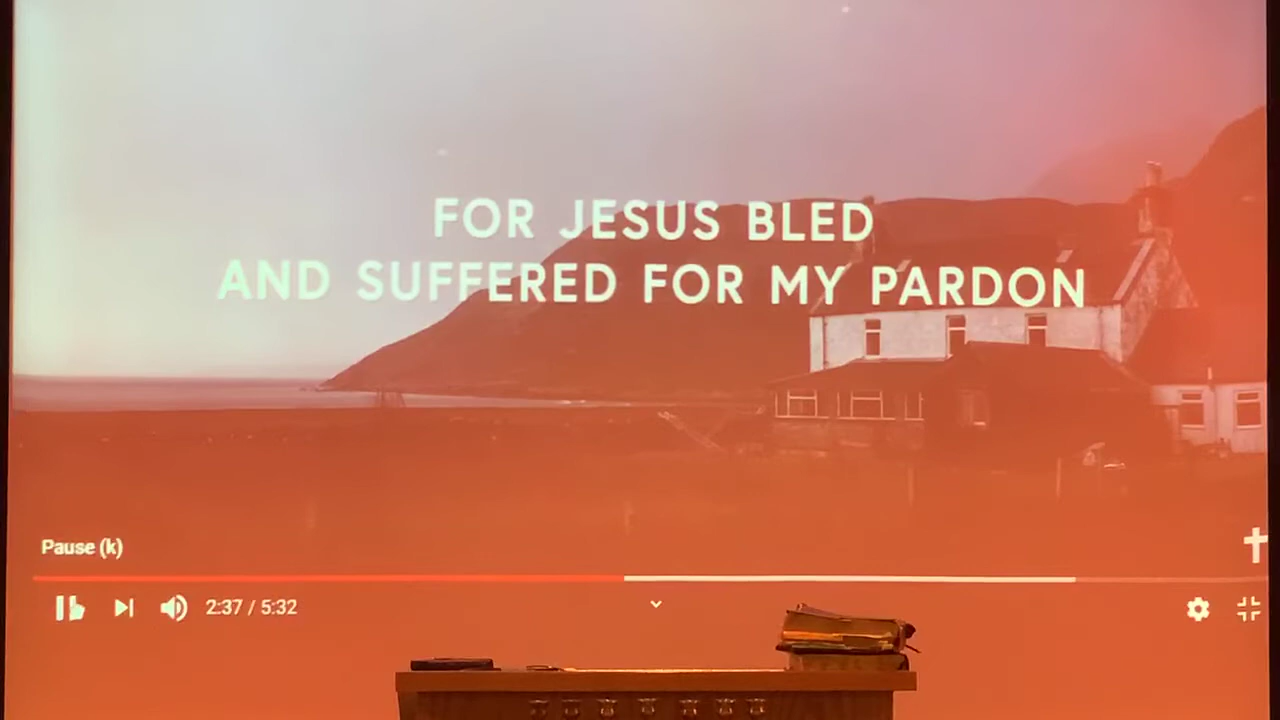 FOR JESUS BLED
AND SUFFERED FOR MY PARDON
Pause (k)
2:37 / 5:32